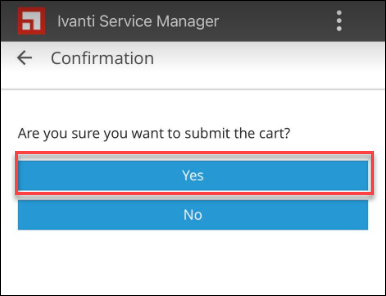 Ivanti Service Manager
Confirmation
Are you sure you want to submit the cart?
Yes
No